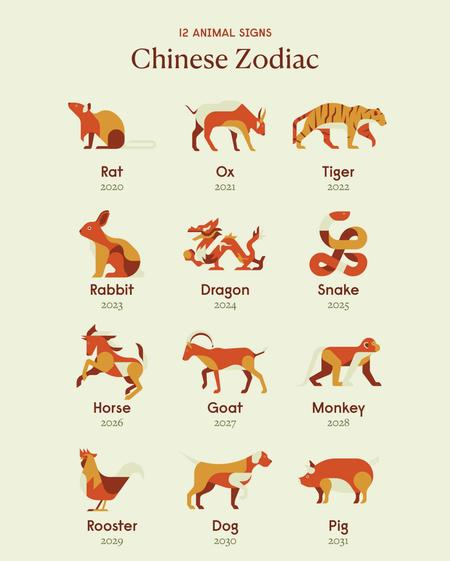 12 ANIMAL SIGNS
Chinese Zodiac
Rat
2020
Ox
2021
Tiger
2022
Rabbit
2023
Dragon
2024
Snake
2025
Horse
2026
Goat
2027
Monkey
2028
Rooster
2029
Dog
2030
Pig
2031